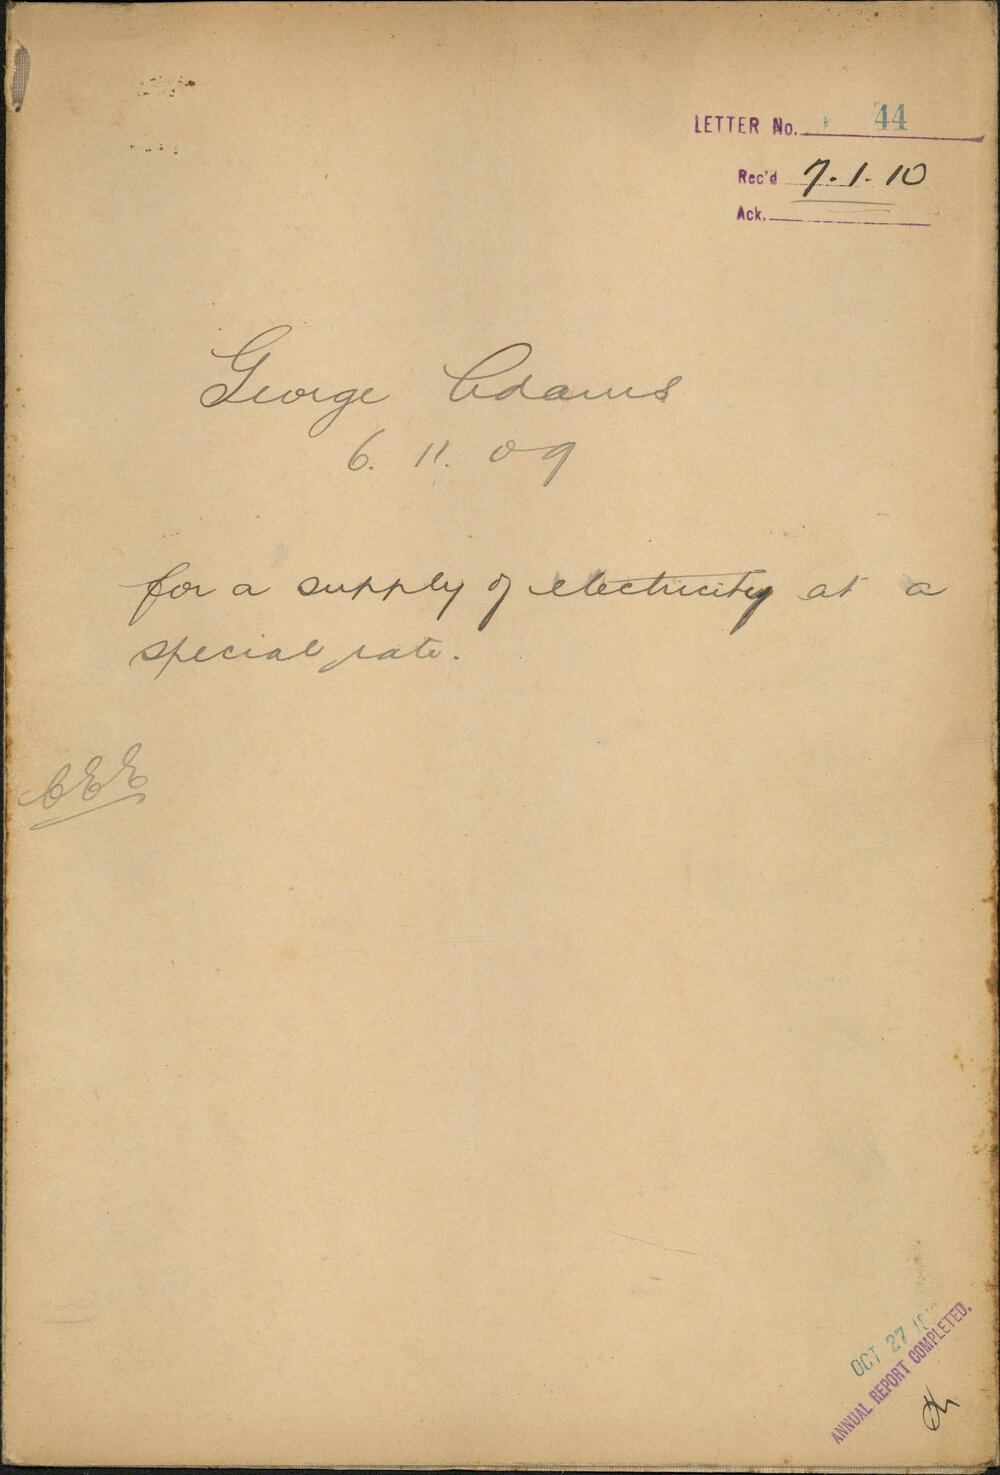 LETTER No. 44
Rec'd 7.1.10
Ack.
George Adams
6. 11. 09
for a supply of electricity at a
special rate.
CEE
OCT 27
ANNUAL REPORT COMPLETED.